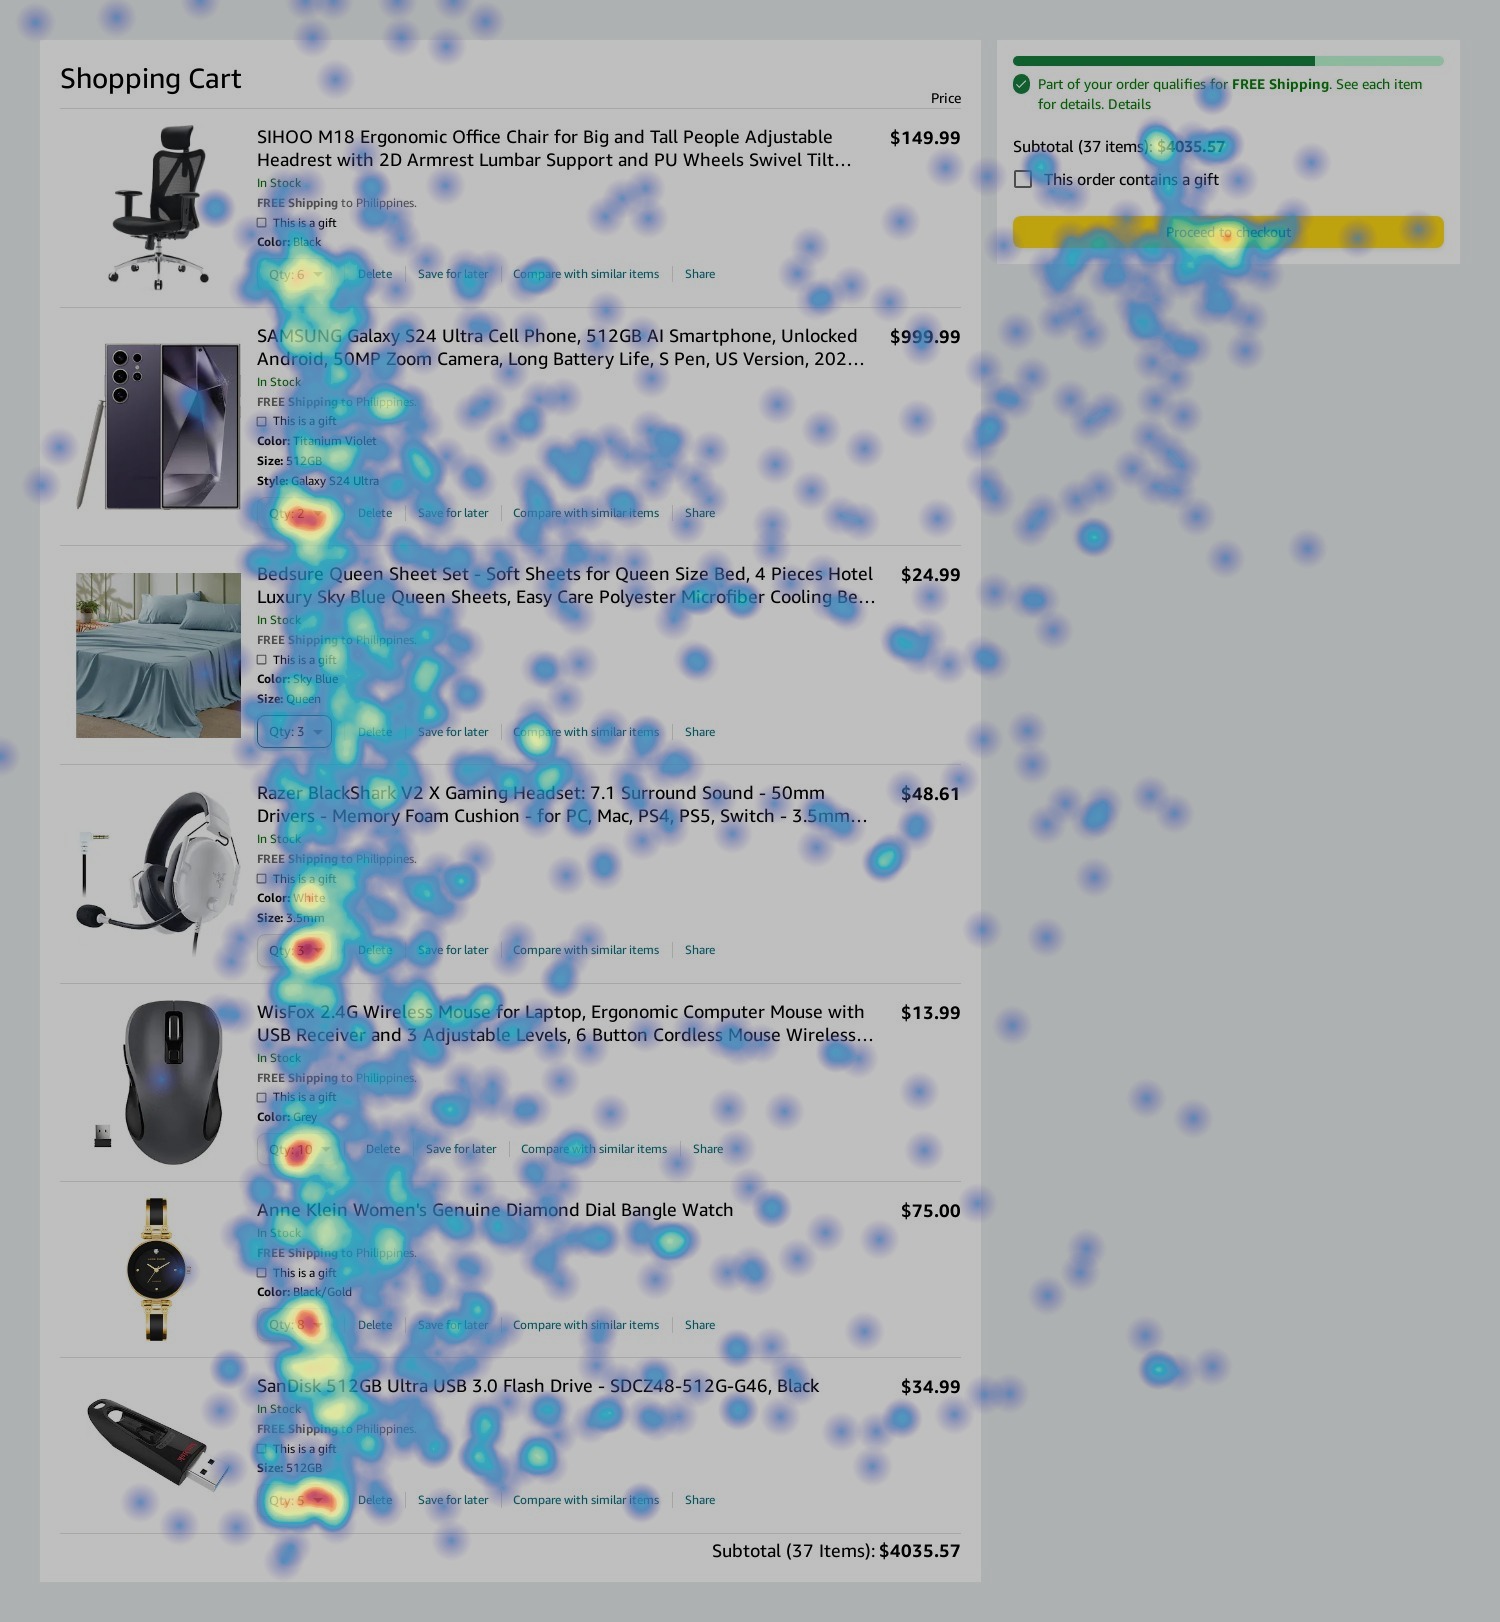 Shopping Cart
Price
SIHOO M18 Ergonomic Office Chair for Big and Tall People Adjustable
Headrest with 2D Armrest Lumbar Support and PU Wheels Swivel Tilt...
$149.99
In Stock
FREE Shipping to Philippines.
This is a gift
Color: Black
Qty: 6
Delete
Save for later
Compare with similar items
Share
SAMSUNG Galaxy S24 Ultra Cell Phone, 512GB AI Smartphone, Unlocked
Android, 50MP Zoom Camera, Long Battery Life, S Pen, US Version, 202...
$999.99
In Stock
FREE Shipping to Philippines.
This is a gift
Color: Titanium Violet
Size: 512GB
Style: Galaxy S24 Ultra
Qty: 2
Delete
Save for later
Compare with similar items
Share
Bedsure Queen Sheet Set - Soft Sheets for Queen Size Bed, 4 Pieces Hotel
Luxury Sky Blue Queen Sheets, Easy Care Polyester Microfiber Cooling Be...
$24.99
In Stock
FREE Shipping to Philippines.
This is a gift
Color: Sky Blue
Size: Queen
Qty: 3
Delete
Save for later
Compare with similar items
Share
Razer BlackShark V2 X Gaming Headset: 7.1 Surround Sound - 50mm
Drivers - Memory Foam Cushion - for PC, Mac, PS4, PS5, Switch - 3.5mm...
$48.61
In Stock
FREE Shipping to Philippines.
This is a gift
Color: White
Size: 3.5mm
Qty: 3
Delete
Save for later
Compare with similar items
Share
WisFox 2.4G Wireless Mouse for Laptop, Ergonomic Computer Mouse with
USB Receiver and 3 Adjustable Levels, 6 Button Cordless Mouse Wireless...
$13.99
In Stock
FREE Shipping to Philippines.
This is a gift
Color: Grey
Qty: 10
Delete
Save for later
Compare with similar items
Share
Anne Klein Women's Genuine Diamond Dial Bangle Watch
$75.00
In Stock
FREE Shipping to Philippines.
This is a gift
Color: Black/Gold
Qty: 8
Delete
Save for later
Compare with similar items
Share
SanDisk 512GB Ultra USB 3.0 Flash Drive - SDCZ48-512G-G46, Black
$34.99
In Stock
FREE Shipping to Philippines.
This is a gift
Size: 512GB
Qty: 5
Delete
Save for later
Compare with similar items
Share
Subtotal (37 Items): $4035.57
Part of your order qualifies for FREE Shipping. See each item
for details. Details
Subtotal (37 items): $4035.57
This order contains a gift
Proceed to checkout